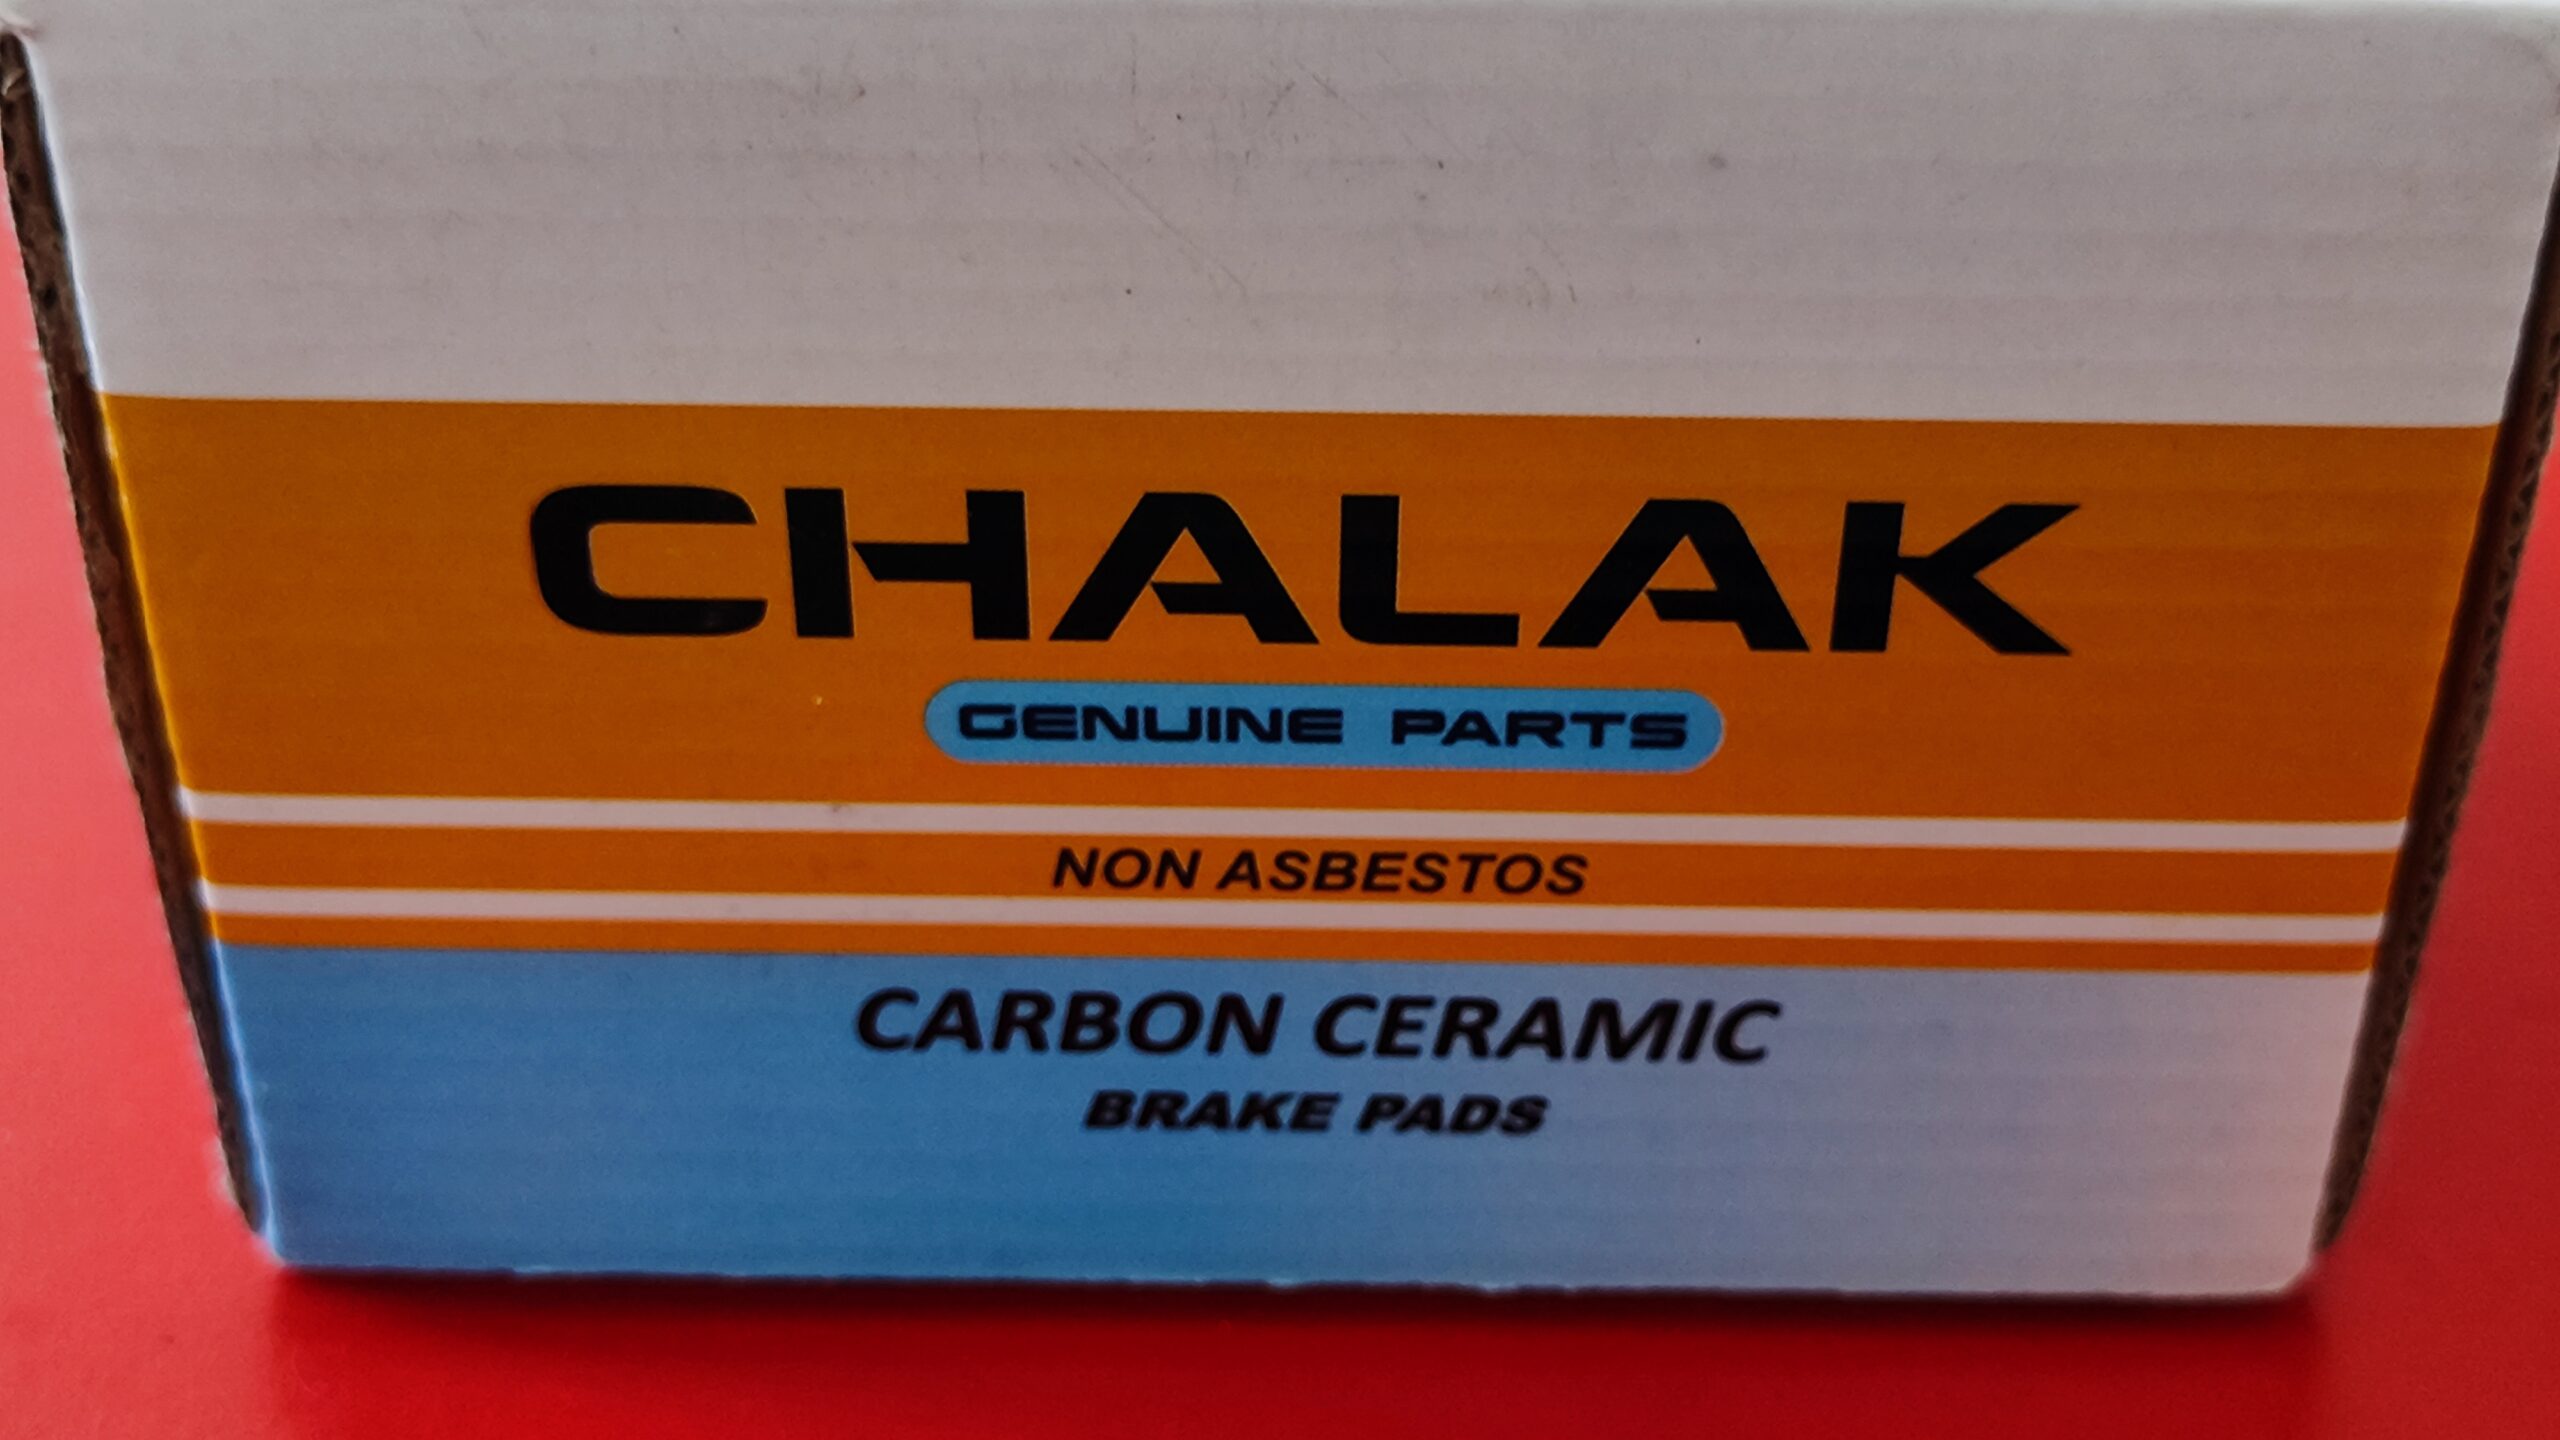 CHALAK
GENUINE PARTS
NON ASBESTOS
CARBON CERAMIC
BRAKE PADS